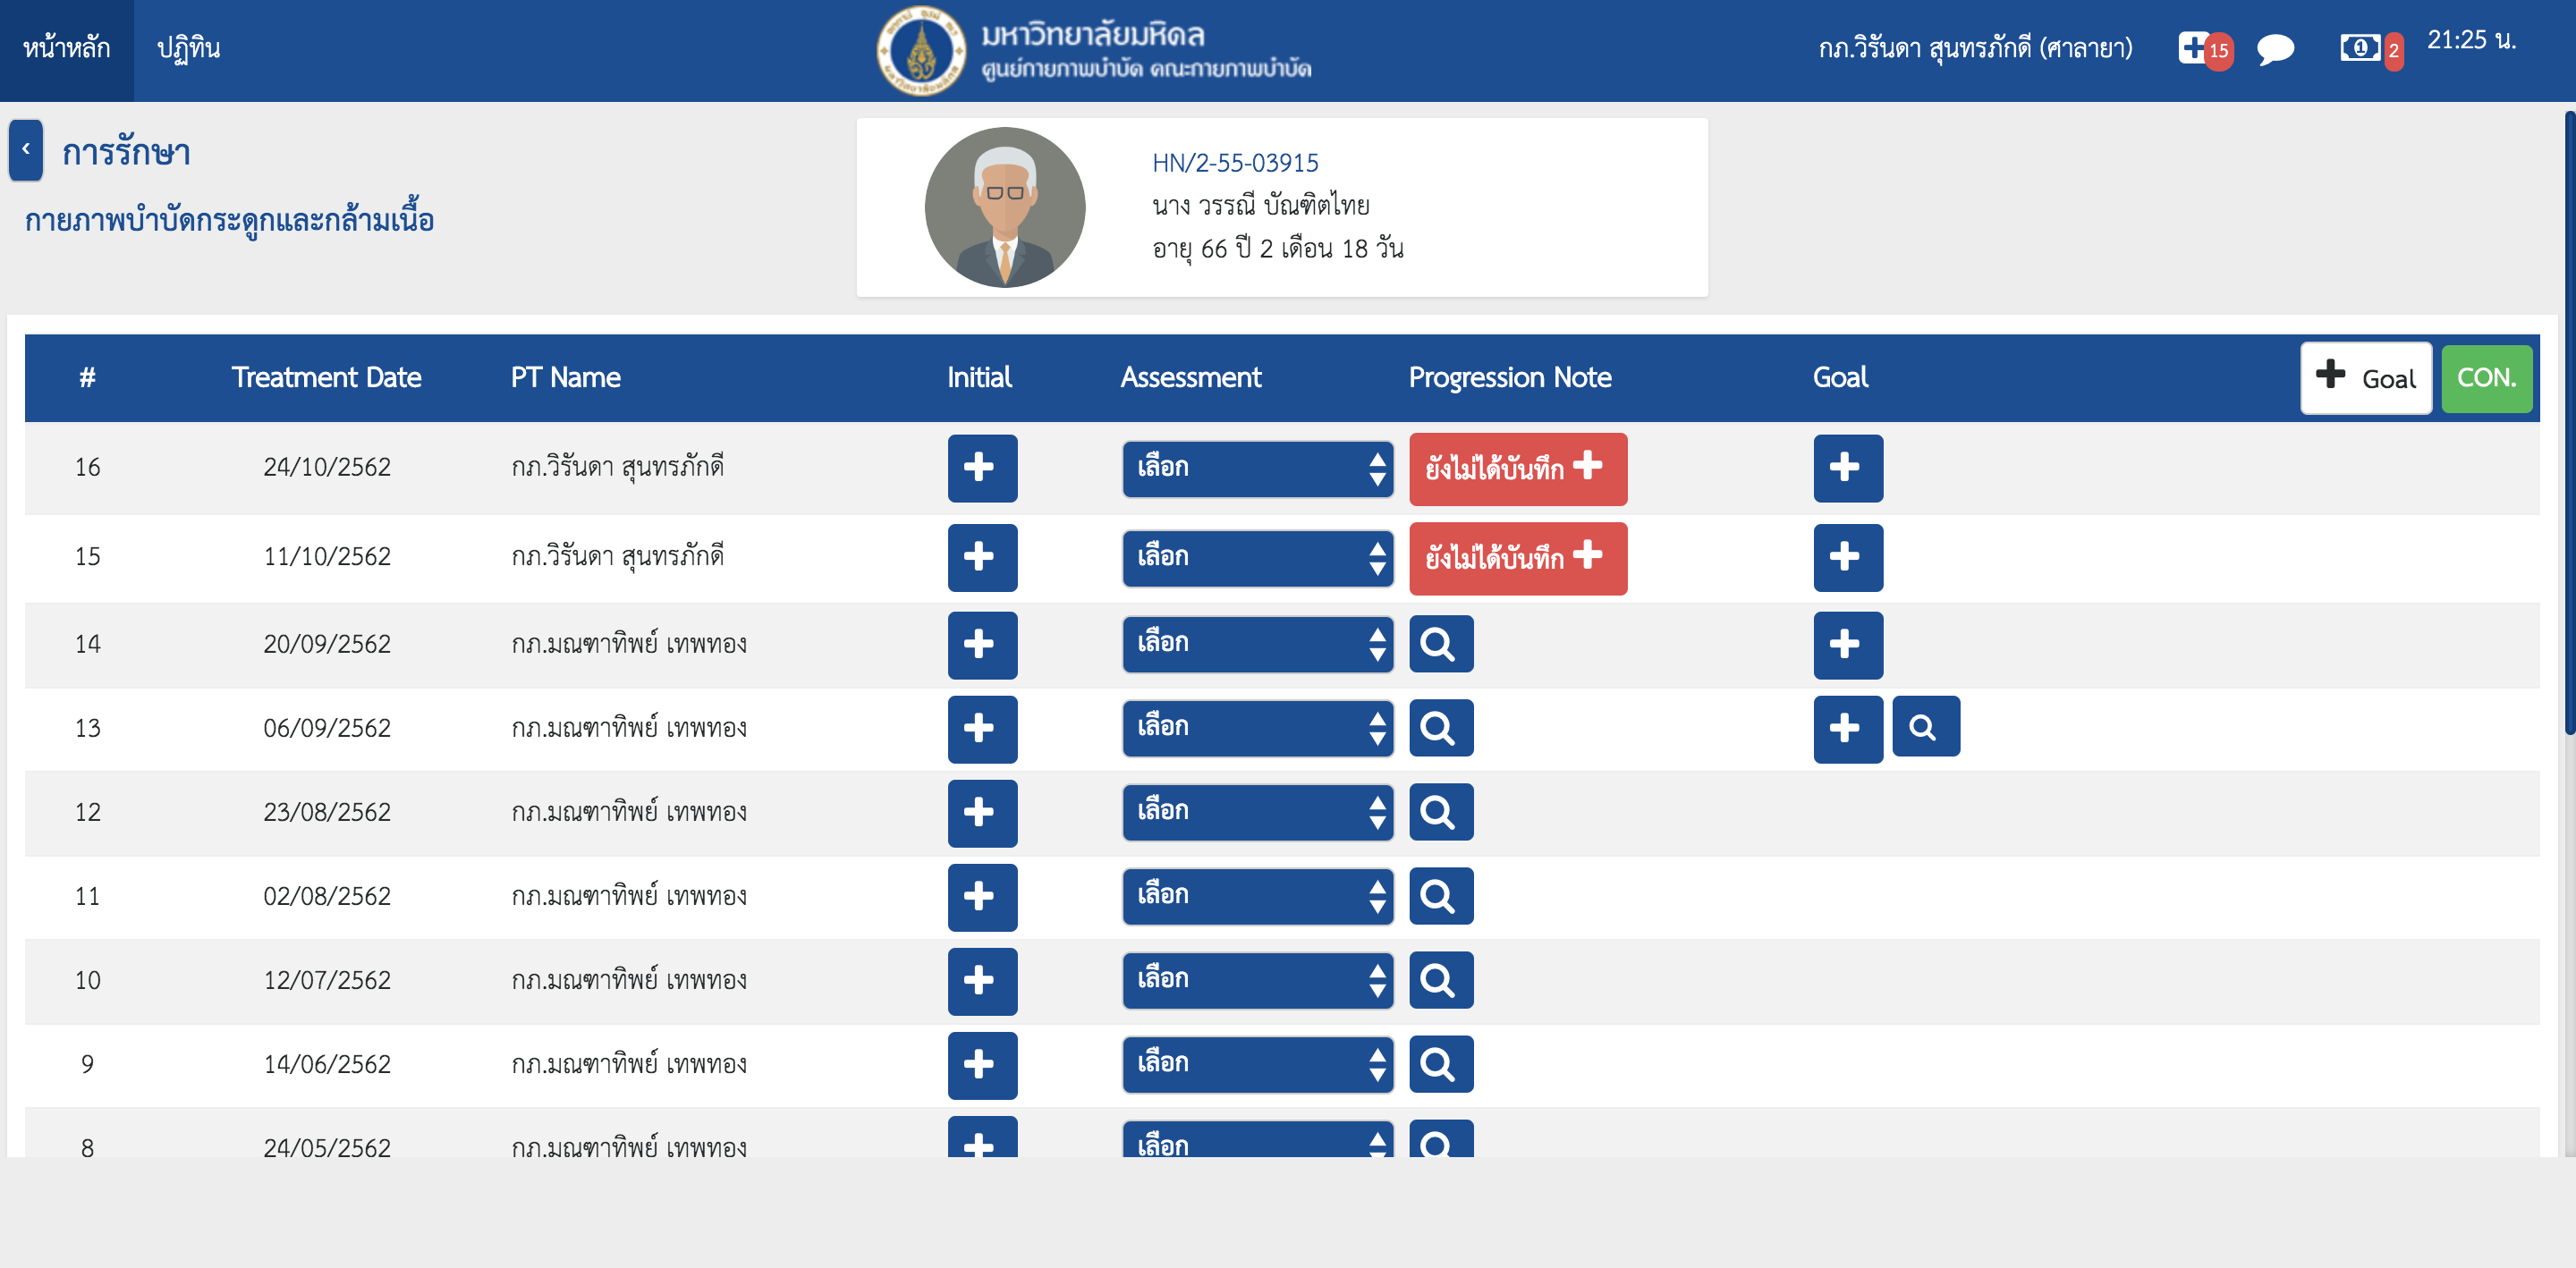 หน้าหลัก ปฏิทิน
มหาวิทยาลัยมหิดล
ศูนย์กายภาพบำบัด คณะกายภาพบำบัด
กภ.วิรันดา สุนทรภักดี (ศาลายา) 15 2 21:25 น.
‹ การรักษา
กายภาพบำบัดกระดูกและกล้ามเนื้อ
HN/2-55-03915
นาง วรรณี บัณฑิตไทย
อายุ 66 ปี 2 เดือน 18 วัน
# Treatment Date PT Name Initial Assessment Progression Note Goal + Goal CON.
16 24/10/2562 กภ.วิรันดา สุนทรภักดี + เลือก ยังไม่ได้บันทึก + +
15 11/10/2562 กภ.วิรันดา สุนทรภักดี + เลือก ยังไม่ได้บันทึก + +
14 20/09/2562 กภ.มณฑาทิพย์ เทพทอง + เลือก +
13 06/09/2562 กภ.มณฑาทิพย์ เทพทอง + เลือก +
12 23/08/2562 กภ.มณฑาทิพย์ เทพทอง + เลือก
11 02/08/2562 กภ.มณฑาทิพย์ เทพทอง + เลือก
10 12/07/2562 กภ.มณฑาทิพย์ เทพทอง + เลือก
9 14/06/2562 กภ.มณฑาทิพย์ เทพทอง + เลือก
8 24/05/2562 กภ.มณฑาทิพย์ เทพทอง + เลือก